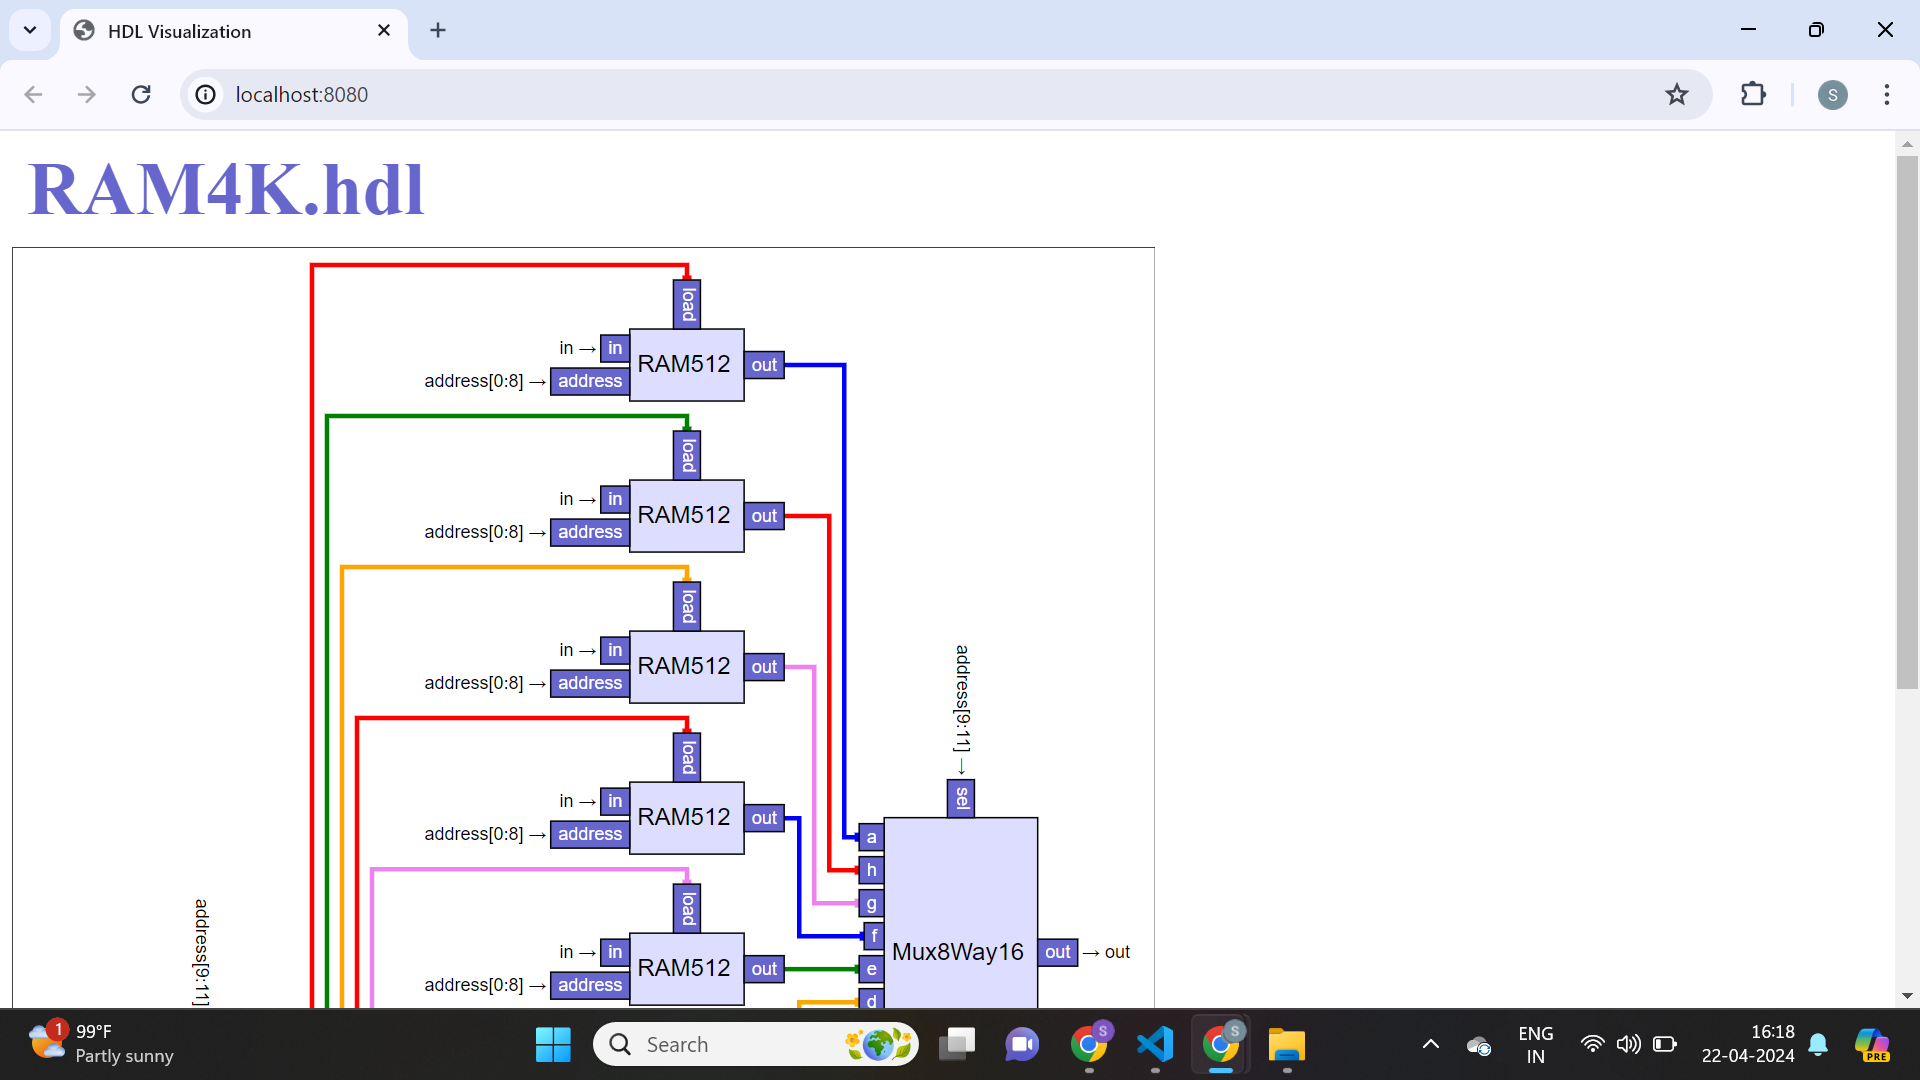 HDL Visualization
localhost:8080
S
RAM4K.hdl
load
in → in
RAM512
out
address[0:8] → address
load
in → in
RAM512
out
address[0:8] → address
load
in → in
RAM512
out
address[0:8] → address
address[9:11] →
load
sel
in → in
RAM512
out
address[0:8] → address
a
h
load
g
f
address[9:11]
in → in
RAM512
out
e
Mux8Way16
out → out
address[0:8] → address
d
1
99°F
Partly sunny
Search
S
S
ENG
IN
16:18
22-04-2024
PRE